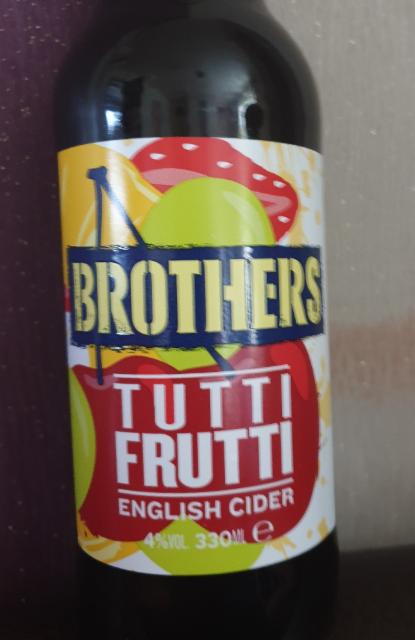 BROTHERS
TUTTI
FRUTTI
ENGLISH CIDER
4%VOL. 330ML ℮